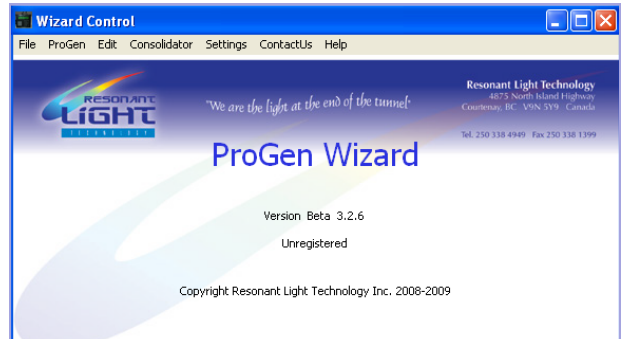 Wizard Control
File ProGen Edit Consolidator Settings ContactUs Help
RESONANT
LIGHT
TECHNOLOGY
"We are the light at the end of the tunnel"
Resonant Light Technology
4875 North Island Highway
Courtenay, BC V9N 5Y9 Canada
Tel. 250 338 4949 Fax 250 338 1399
ProGen Wizard
Version Beta 3.2.6
Unregistered
Copyright Resonant Light Technology Inc. 2008-2009